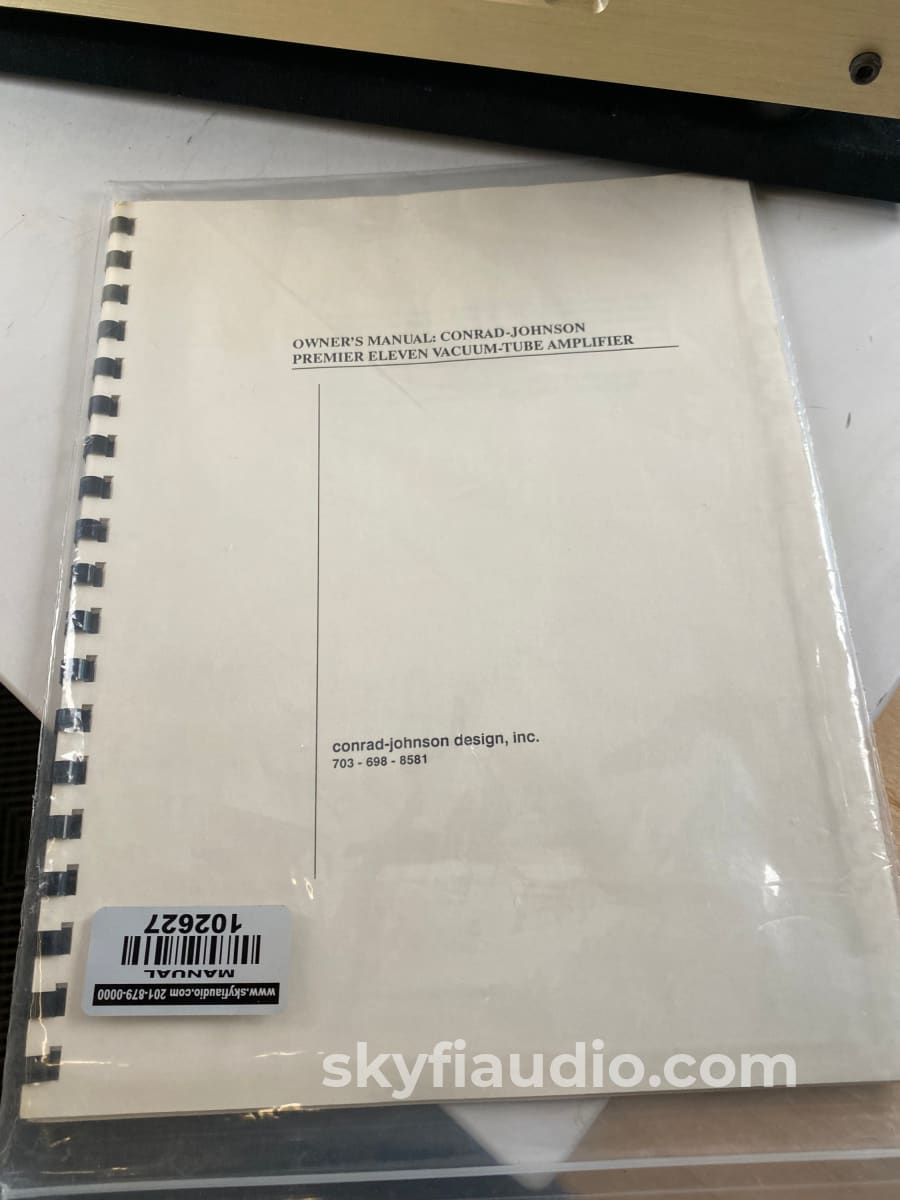 OWNER'S MANUAL: CONRAD-JOHNSON
PREMIER ELEVEN VACUUM-TUBE AMPLIFIER
conrad-johnson design, inc.
703 - 698 - 8581
www.skyfiaudio.com 201-879-0000
MANUAL
102627
skyfiaudio.com